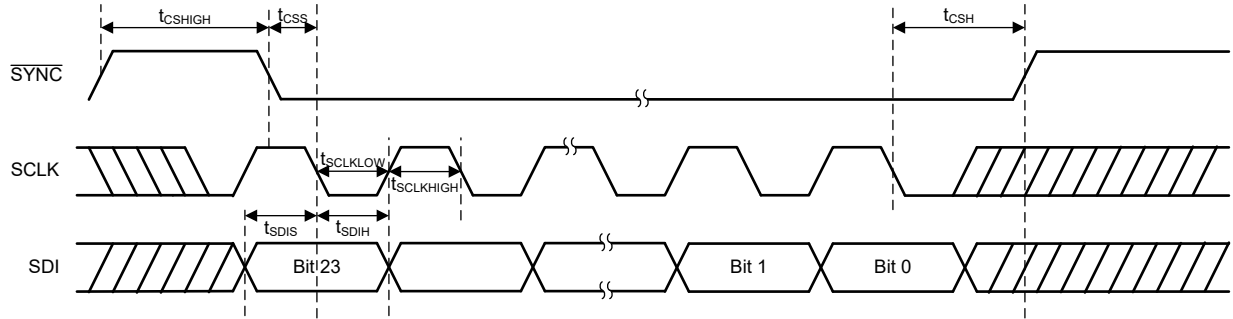 tCSHIGH
tCSS
tCSH
SYNC
SCLK
tSCLKLOW
tSCLKHIGH
tSDIS
tSDIH
SDI
Bit 23
Bit 1
Bit 0